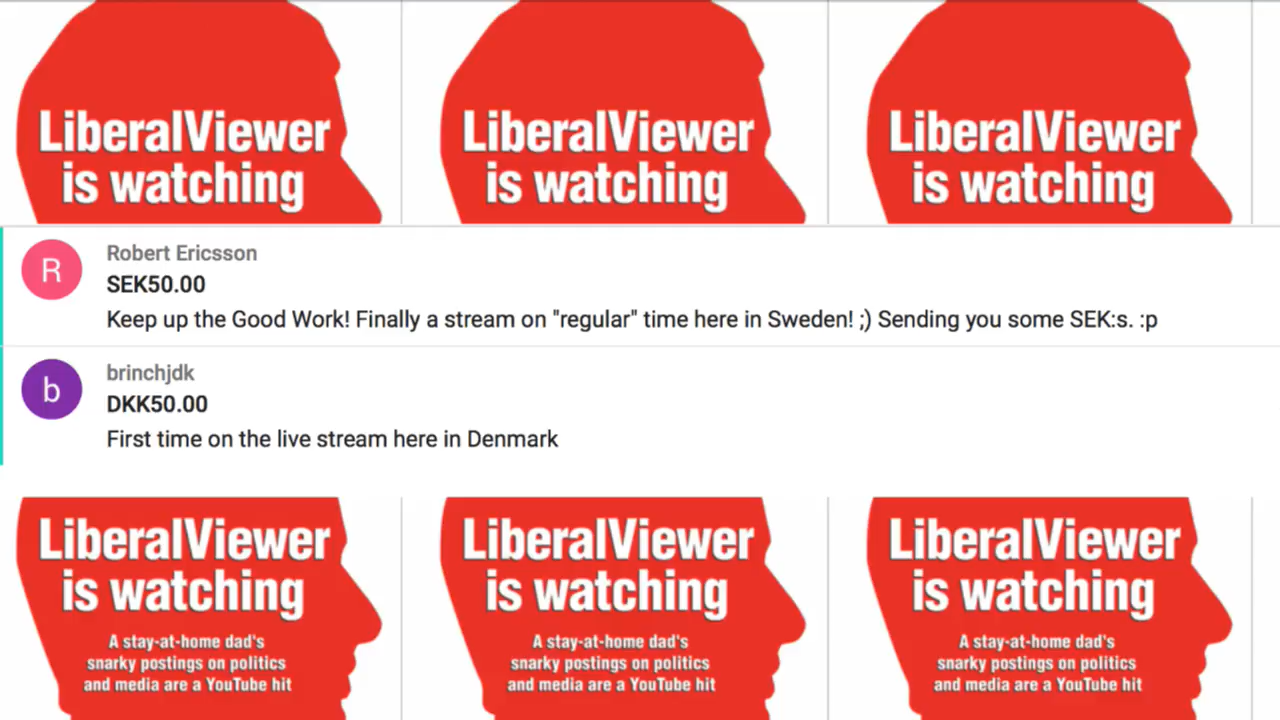 LiberalViewer LiberalViewer LiberalViewer
is watching is watching is watching
R
Robert Ericsson
SEK50.00
Keep up the Good Work! Finally a stream on "regular" time here in Sweden! ;) Sending you some SEK:s. :p
b
brinchjdk
DKK50.00
First time on the live stream here in Denmark
LiberalViewer LiberalViewer LiberalViewer
is watching is watching is watching
A stay-at-home dad's A stay-at-home dad's A stay-at-home dad's
snarky postings on politics snarky postings on politics snarky postings on politics
and media are a YouTube hit and media are a YouTube hit and media are a YouTube hit